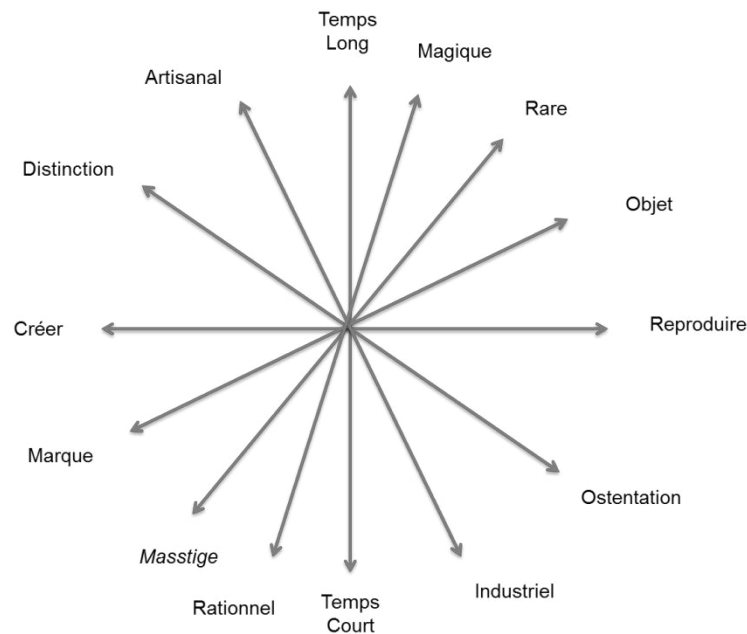 Temps
Long
Magique
Artisanal
Rare
Distinction
Objet
Créer
Reproduire
Marque
Ostentation
Masstige
Rationnel
Temps
Court
Industriel